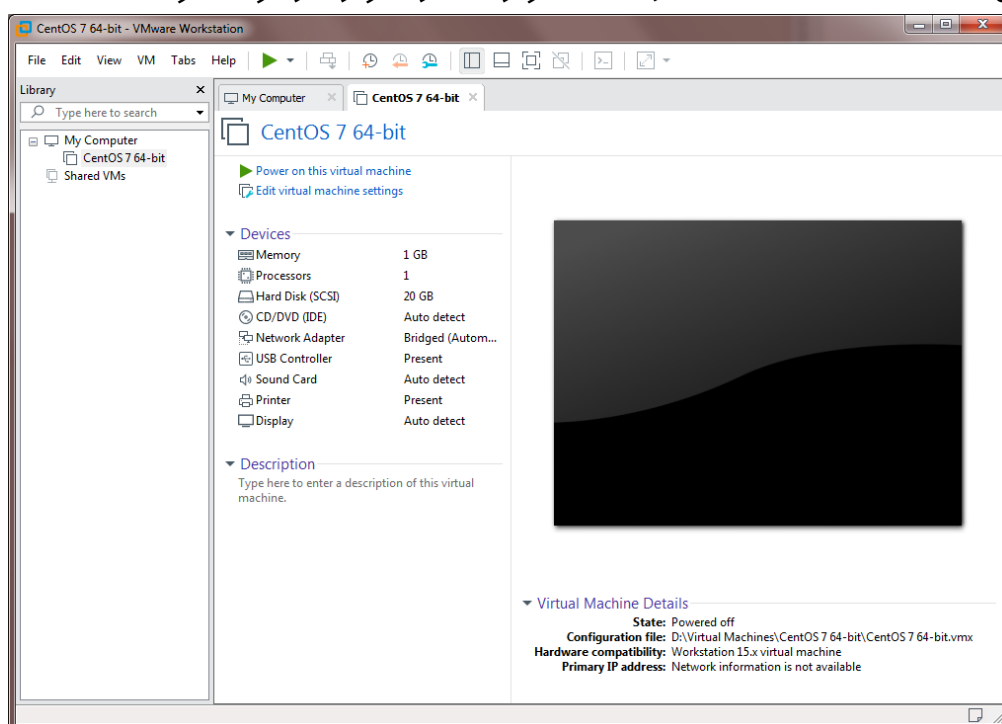 CentOS 7 64-bit - VMware Workstation
File Edit View VM Tabs Help
Library
Type here to search
My Computer
CentOS 7 64-bit
Shared VMs
My Computer
CentOS 7 64-bit
CentOS 7 64-bit
Power on this virtual machine
Edit virtual machine settings
Devices
Memory 1 GB
Processors 1
Hard Disk (SCSI) 20 GB
CD/DVD (IDE) Auto detect
Network Adapter Bridged (Autom...
USB Controller Present
Sound Card Auto detect
Printer Present
Display Auto detect
Description
Type here to enter a description of this virtual
machine.
Virtual Machine Details
State: Powered off
Configuration file: D:\Virtual Machines\CentOS 7 64-bit\CentOS 7 64-bit.vmx
Hardware compatibility: Workstation 15.x virtual machine
Primary IP address: Network information is not available